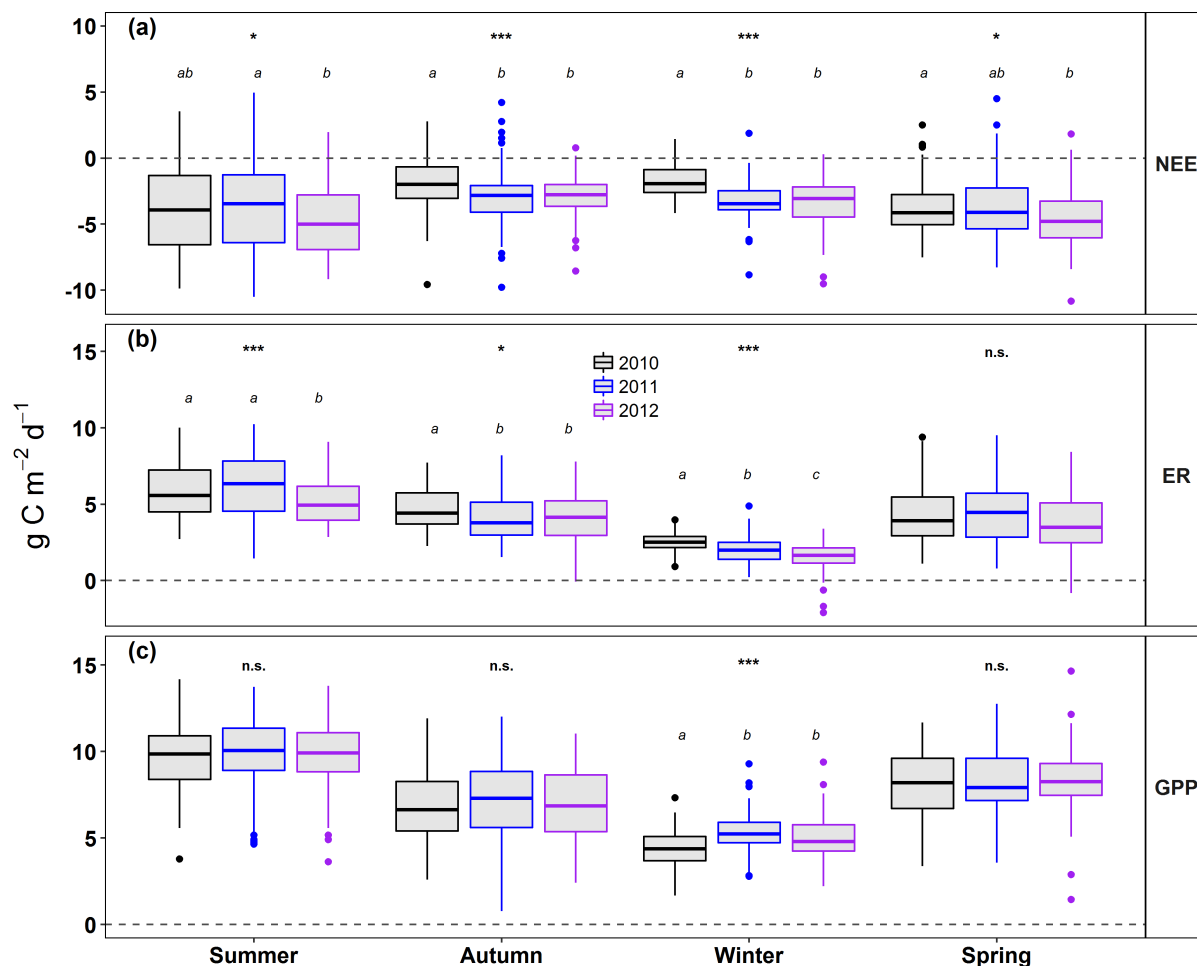 (a)
* *** *** *
ab a b a b b a b b a ab b
10
5
0
-5
-10
NEE
(b)
*** * *** n.s.
2010
2011
2012
a a b a b b a b c
15
10
5
0
ER
g C m⁻² d⁻¹
(c)
n.s. n.s. *** n.s.
a b b
15
10
5
0
GPP
Summer Autumn Winter Spring